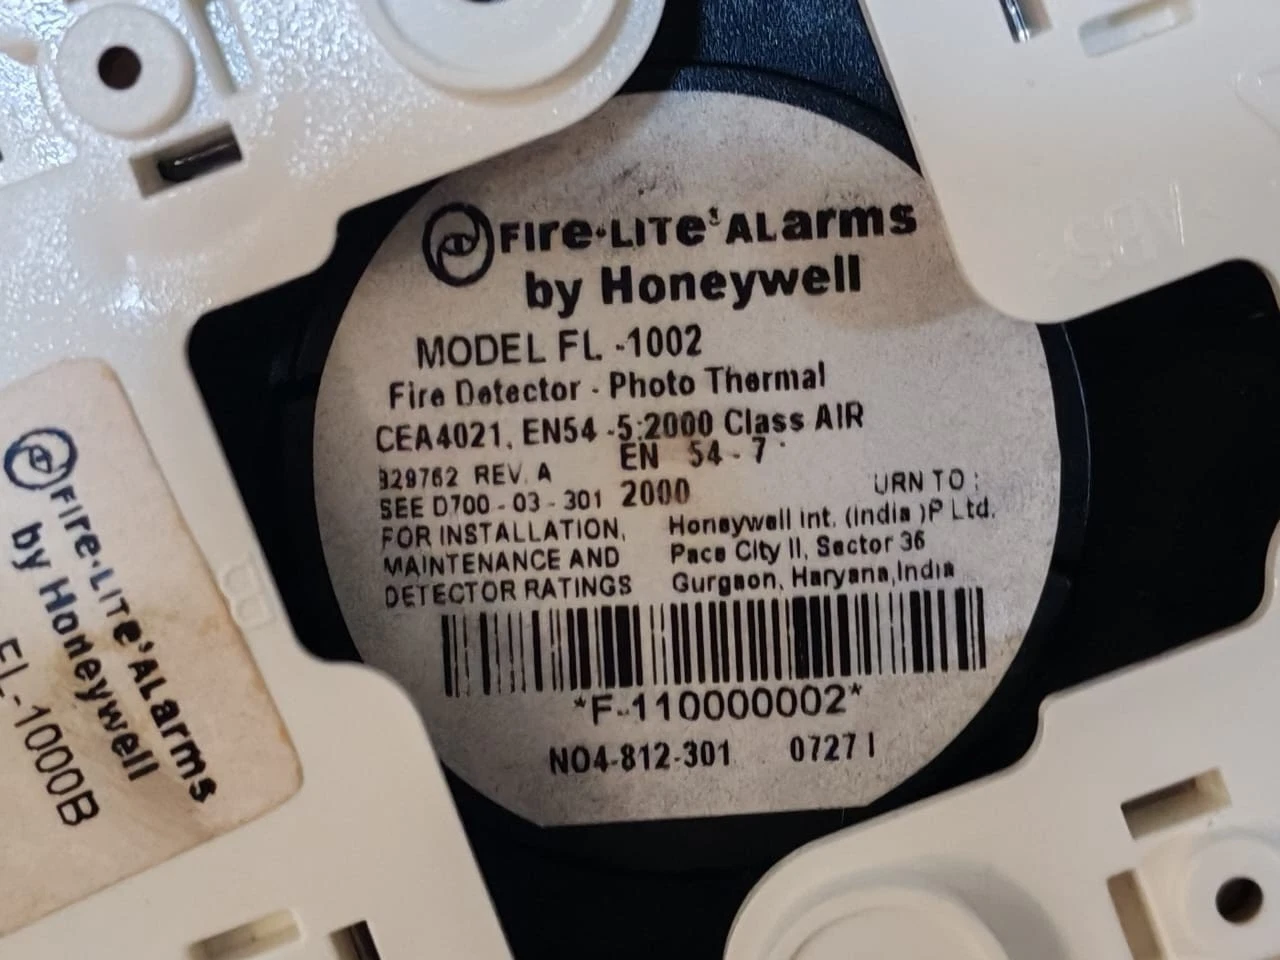 FIre•LITe® ALarms
by Honeywell
MODEL FL -1002
Fire Detector - Photo Thermal
CEA4021, EN54 -5:2000 Class AIR
EN 54-7
929762 REV. A
SEE D700 - 03 - 301 2000
URN TO :
FOR INSTALLATION,
MAINTENANCE AND
DETECTOR RATINGS
Honeywell Int. (India )P Ltd.
Pace City II, Sector 36
Gurgaon, Haryana,India
*F-110000002*
NO4-812-301 0727 I
FIre•LITe® ALarms
by Honeywell
FL-1000B